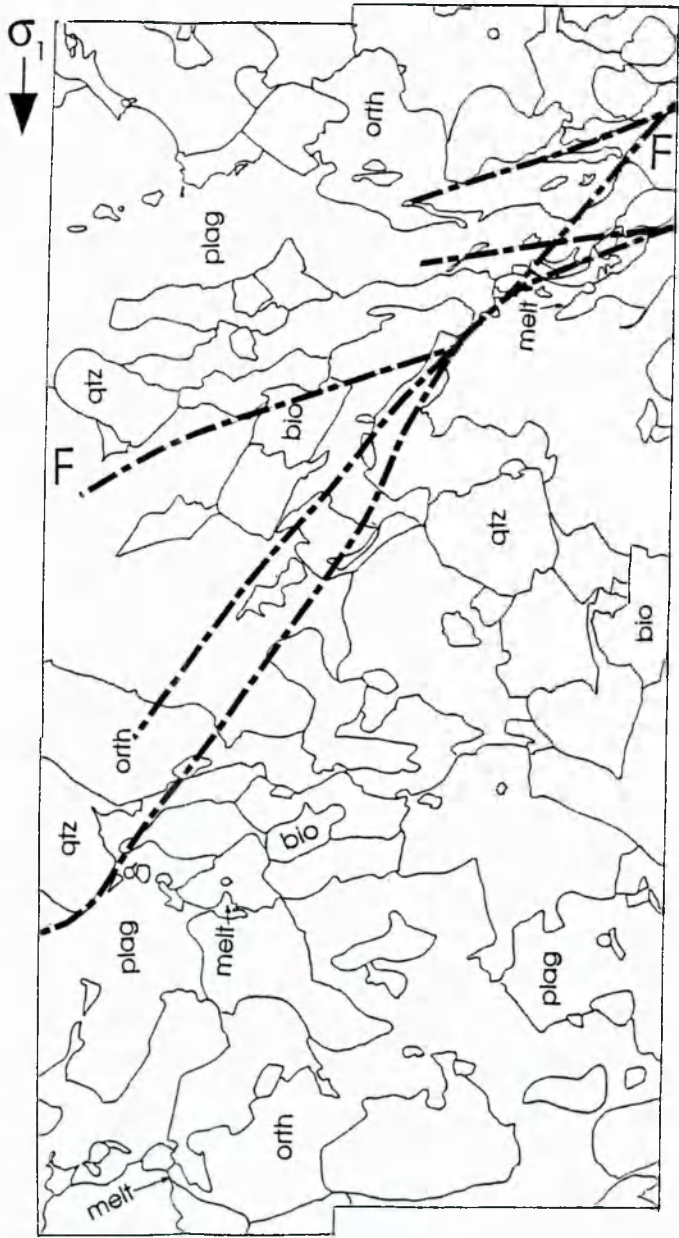 σ₁
orth
F
plag
melt
qtz
bio
F
qtz
bio
orth
qtz
bio
plag
melt
plag
orth
melt